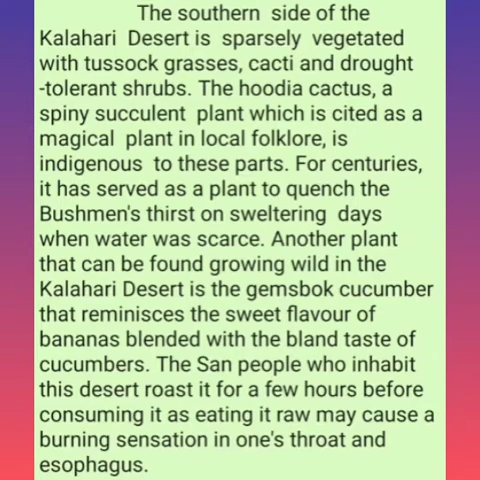 The southern side of the
Kalahari Desert is sparsely vegetated
with tussock grasses, cacti and drought
-tolerant shrubs. The hoodia cactus, a
spiny succulent plant which is cited as a
magical plant in local folklore, is
indigenous to these parts. For centuries,
it has served as a plant to quench the
Bushmen's thirst on sweltering days
when water was scarce. Another plant
that can be found growing wild in the
Kalahari Desert is the gemsbok cucumber
that reminisces the sweet flavour of
bananas blended with the bland taste of
cucumbers. The San people who inhabit
this desert roast it for a few hours before
consuming it as eating it raw may cause a
burning sensation in one's throat and
esophagus.